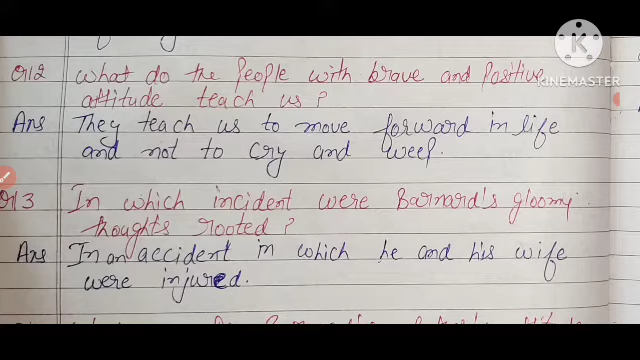 Q12 What do the People with brave and Positive
attitude teach us?
Ans They teach us to move forward in life
and not to cry and weep.
Q13 In which incident were Barnard's gloomy
thoughts rooted?
Ans In an accident in which he and his wife
were injured.
K
KINEMASTER